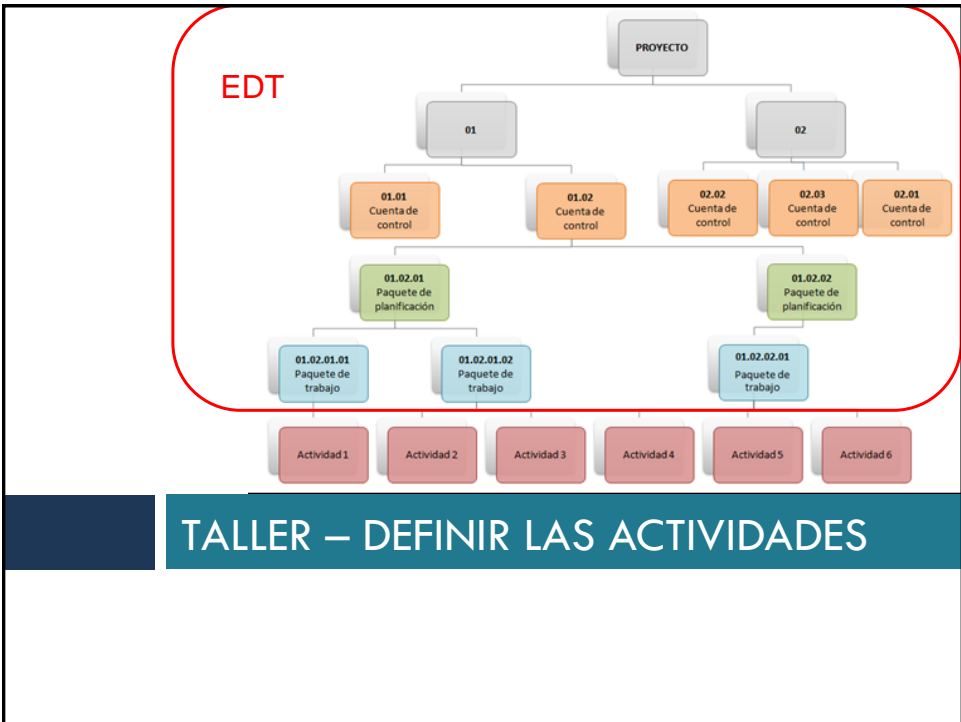 PROYECTO
EDT
01
02
01.01
Cuenta de
control
01.02
Cuenta de
control
02.02
Cuenta de
control
02.03
Cuenta de
control
02.01
Cuenta de
control
01.02.01
Paquete de
planificación
01.02.02
Paquete de
planificación
01.02.01.01
Paquete de
trabajo
01.02.01.02
Paquete de
trabajo
01.02.02.01
Paquete de
trabajo
Actividad 1
Actividad 2
Actividad 3
Actividad 4
Actividad 5
Actividad 6
TALLER – DEFINIR LAS ACTIVIDADES